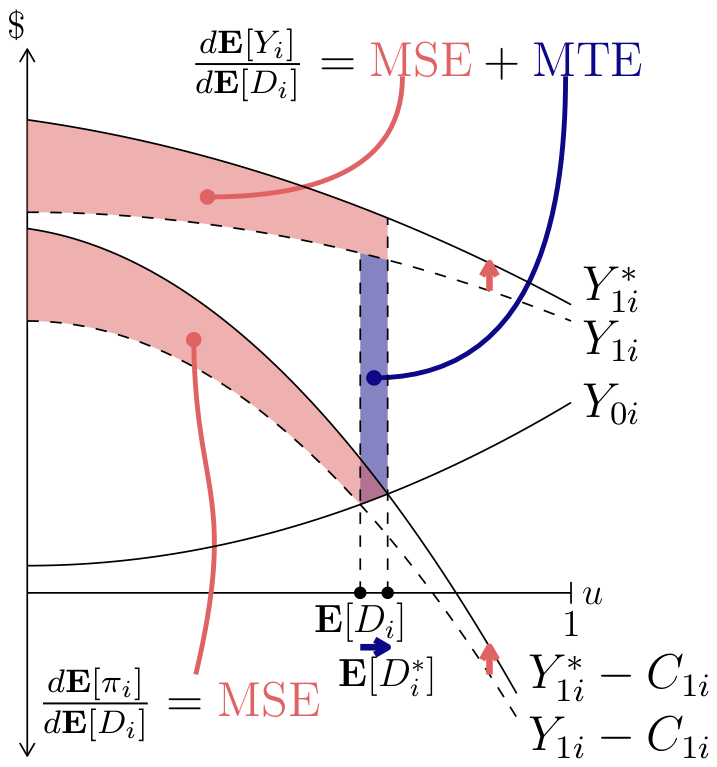 $
dE[Y_i]/dE[D_i] = MSE + MTE
Y*_{1i}
Y_{1i}
Y_{0i}
u
1
E[D_i]
E[D*_i]
dE[π_i]/dE[D_i] = MSE
Y*_{1i} − C_{1i}
Y_{1i} − C_{1i}